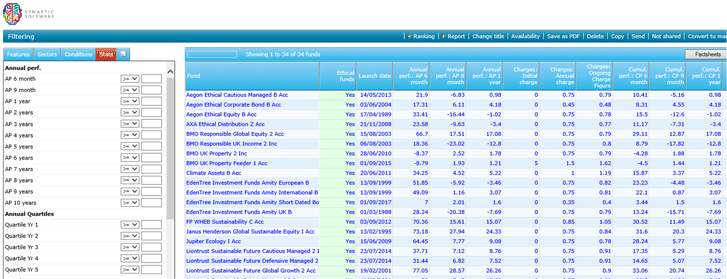 SYNAPTIC
SOFTWARE
Filtering
Ranking
Report
Change title
Availability
Save as PDF
Delete
Copy
Send
Not shared
Convert to ma
Features
Sectors
Conditions
Stats
Showing 1 to 34 of 34 funds
Factsheets
Annual perf.
AP 6 month >=
AP 9 month >=
AP 1 year >=
AP 2 years >=
AP 3 years >=
AP 4 years >=
AP 5 years >=
AP 6 years >=
AP 7 years >=
AP 8 years >=
AP 9 years >=
AP 10 years >=
Annual Quartiles
Quartile Yr 1 >=
Quartile Yr 2 >=
Quartile Yr 3 >=
Quartile Yr 4 >=
Quartile Yr 5 >=
Fund
Ethical funds
Launch date
Annual perf.: AP 6 month
Annual perf.: AP 9 month
Annual perf.: AP 1 year
Charges: Initial charge
Charges: Annual charge
Charges: Ongoing Charge Figure
Cumul. perf.: CP 6 month
Cumul. perf.: CP 9 month
Cumul. perf.: CP 1 year
Aegon Ethical Cautious Managed B Acc Yes 14/05/2013 21.9 -6.83 0.98 0 0.75 0.79 10.41 -5.16 0.98
Aegon Ethical Corporate Bond B Acc Yes 03/06/2004 17.31 6.11 4.18 0 0.45 0.48 8.31 4.55 4.18
Aegon Ethical Equity B Acc Yes 17/04/1989 33.41 -16.44 -1.02 0 0.75 0.78 15.5 -12.6 -1.02
AXA Ethical Distribution Z Acc Yes 21/11/2008 23.58 -9.63 -3.4 0 0.75 0.77 11.17 -7.31 -3.4
BMO Responsible Global Equity 2 Acc Yes 15/08/2003 66.7 17.51 17.08 0 0.75 0.79 29.11 12.87 17.08
BMO Responsible UK Income 2 Inc Yes 06/08/2003 18.36 -23.02 -12.8 0 0.75 0.8 8.79 -17.82 -12.8
BMO UK Property 2 Inc Yes 28/06/2010 -8.37 2.52 1.78 0 0.75 0.79 -4.28 1.88 1.78
BMO UK Property Feeder 1 Acc Yes 01/09/2015 -8.79 1.93 1.21 5 1.5 1.62 -4.5 1.44 1.21
Climate Assets B Acc Yes 20/06/2011 34.25 4.52 5.22 0 1 1.19 15.87 3.37 5.22
EdenTree Investment Funds Amity European B Yes 13/09/1999 51.85 -5.92 -3.46 0 0.75 0.82 23.23 -4.48 -3.46
EdenTree Investment Funds Amity International B Yes 13/09/1999 49.09 1.16 3.07 0 0.75 0.81 22.1 0.87 3.07
EdenTree Investment Funds Amity Short Dated Bo Yes 01/09/2017 7 2.01 1.6 0 0.35 0.4 3.44 1.5 1.6
EdenTree Investment Funds Amity UK B Yes 01/03/1988 28.24 -20.38 -7.69 0 0.75 0.79 13.24 -15.71 -7.69
FF WHEB Sustainability C Acc Yes 03/09/2012 70.36 15.61 15.07 0 0.85 1.05 30.52 11.49 15.07
Janus Henderson Global Sustainable Equity I Acc Yes 13/02/1995 73.18 27.94 24.33 0 0.75 0.84 31.6 20.3 24.33
Jupiter Ecology I Acc Yes 15/06/2009 64.45 7.77 9.08 0 0.75 0.78 28.24 5.77 9.08
Liontrust Sustainable Future Cautious Managed 2 I Yes 23/07/2014 37.71 7.12 8.76 0 0.75 0.91 17.35 5.29 8.76
Liontrust Sustainable Future Defensive Managed 2 Yes 23/07/2014 31.44 6.82 7.52 0 0.75 0.91 14.65 5.07 7.52
Liontrust Sustainable Future Global Growth 2 Acc Yes 19/02/2001 77.05 28.57 26.26 0 0.75 0.9 33.06 20.74 26.26